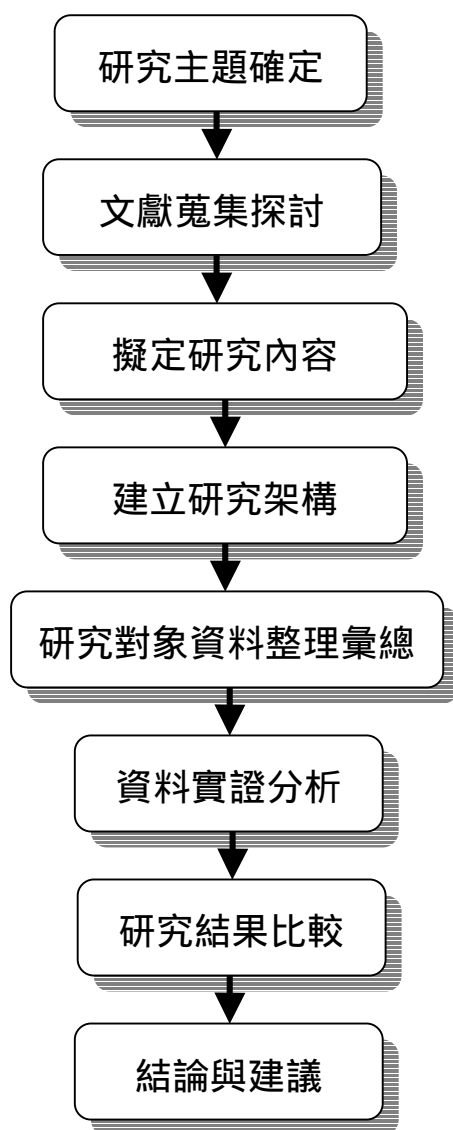 研究主題確定
文獻蒐集探討
擬定研究內容
建立研究架構
研究對象資料整理彙總
資料實證分析
研究結果比較
結論與建議